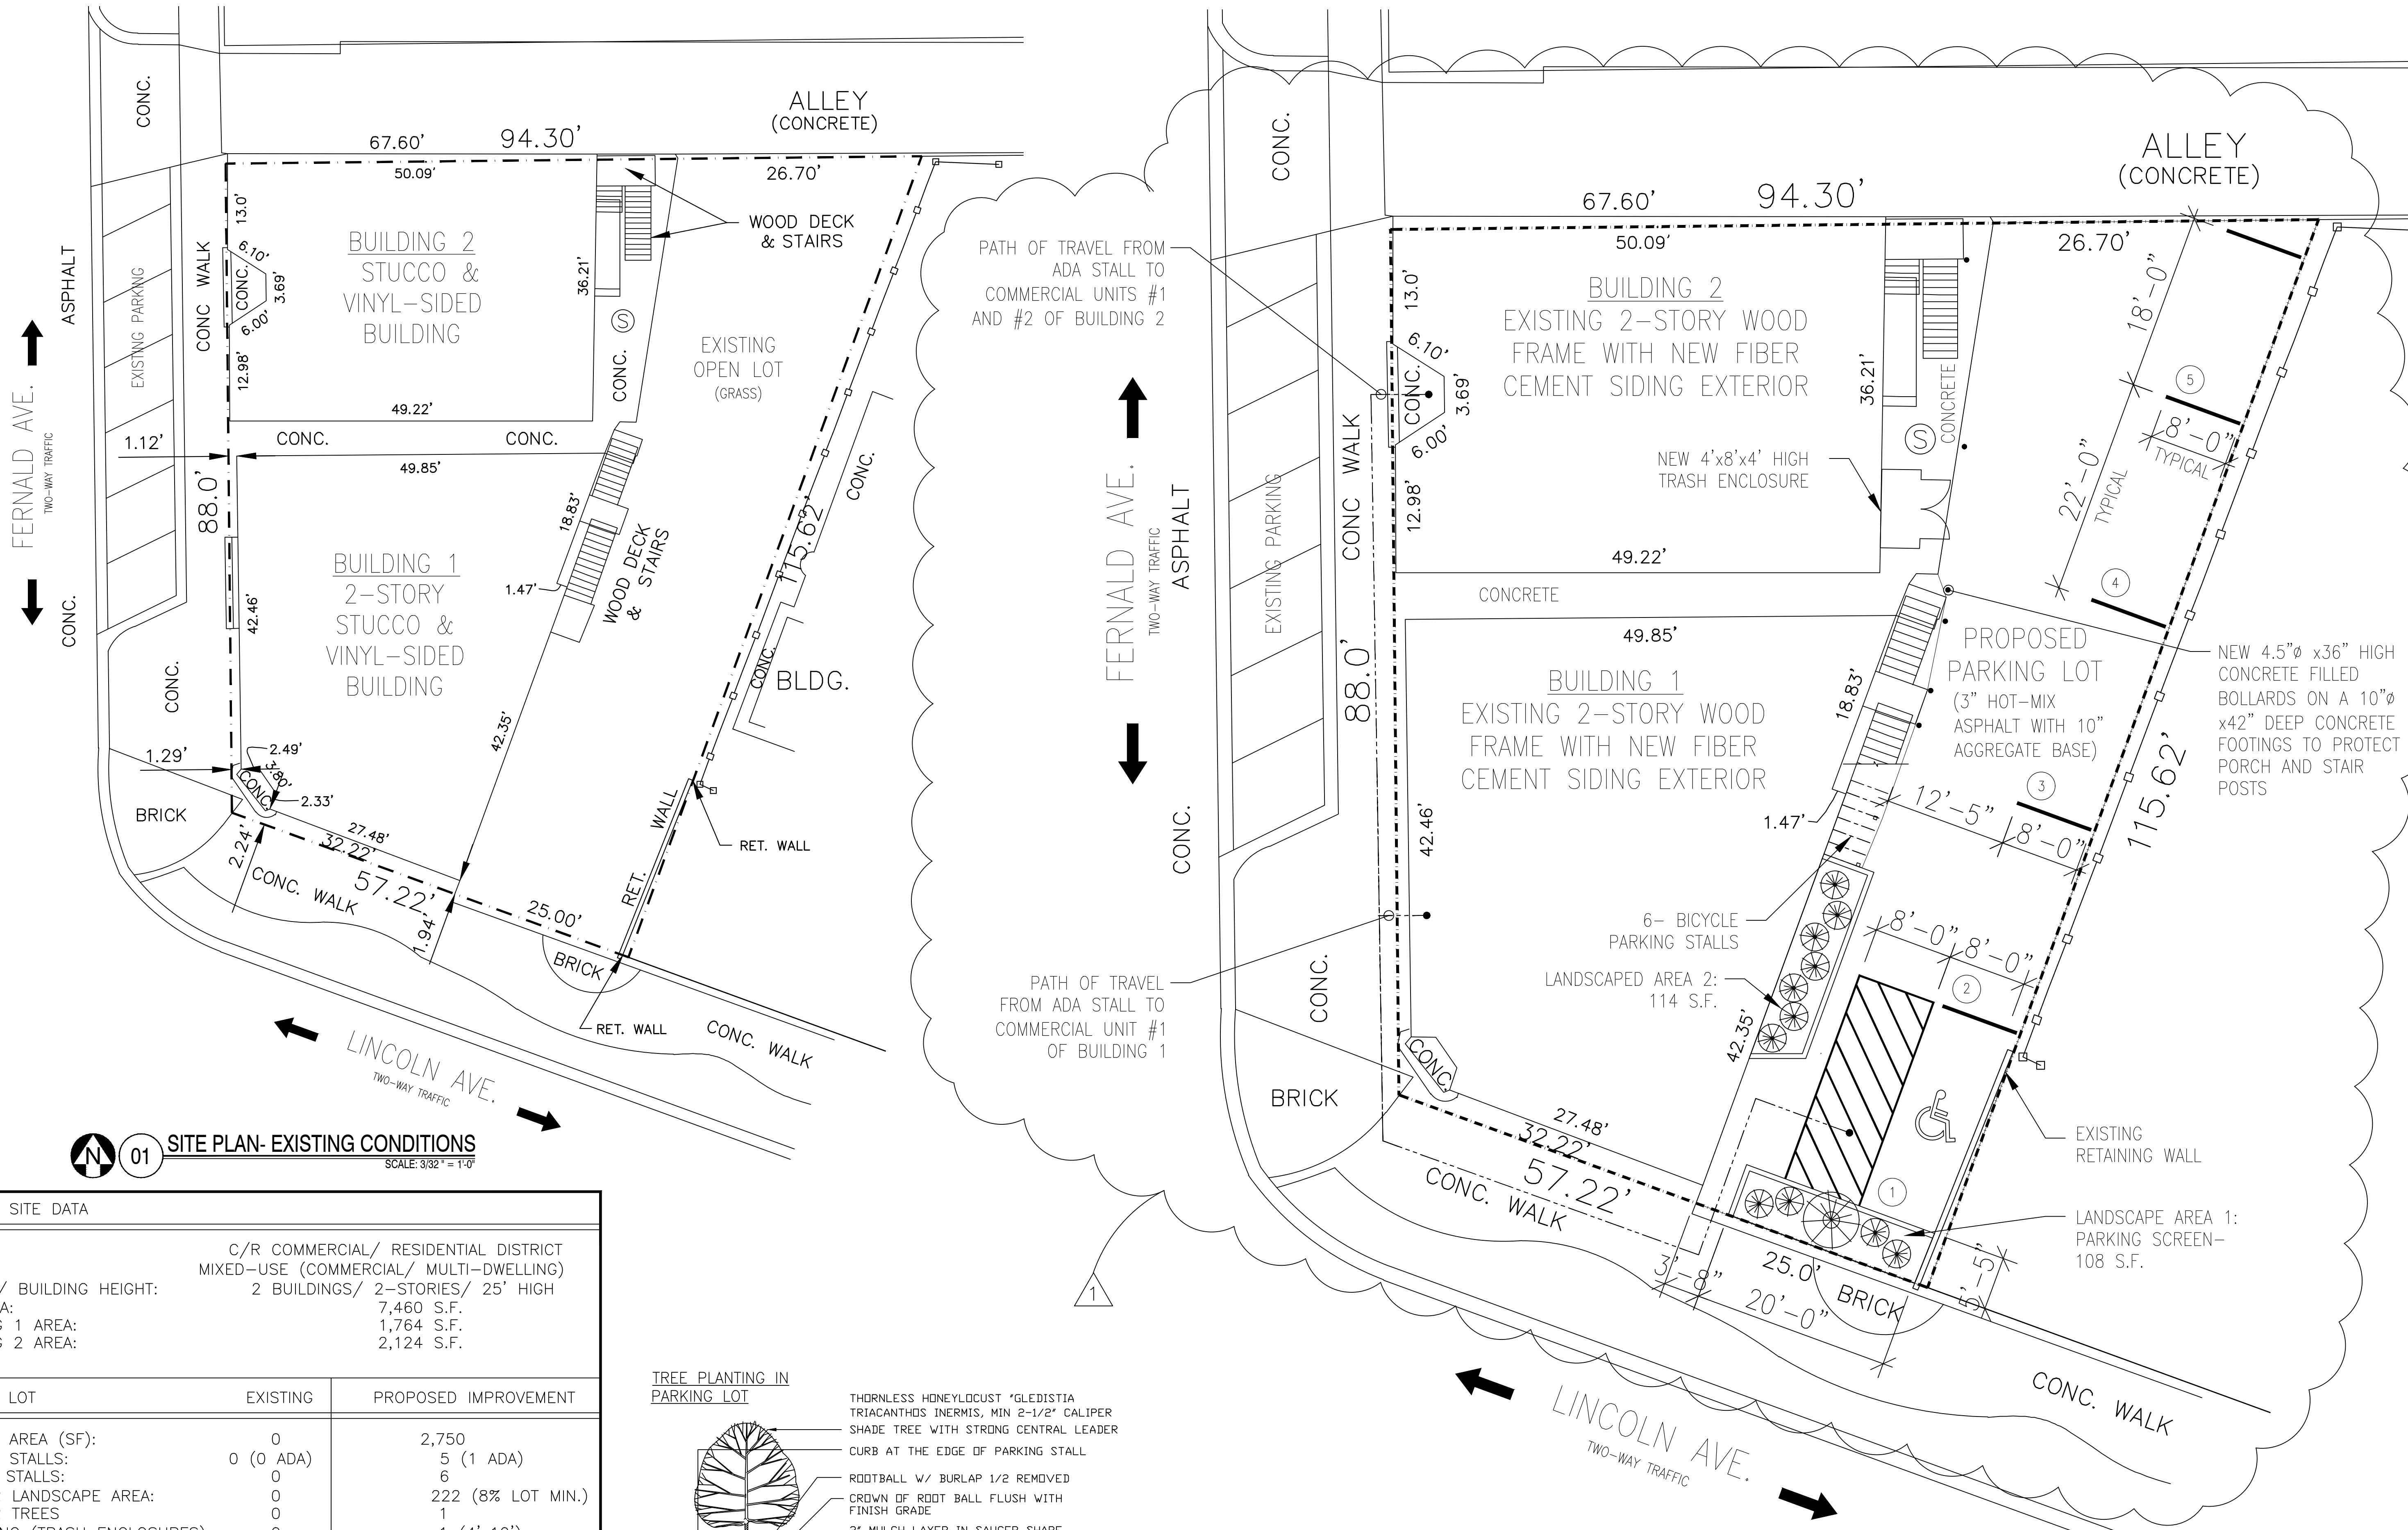 CONC.
ALLEY
(CONCRETE)
67.60'
94.30'
50.09'
26.70'
13.0'
6.10'
CONC.
3.69'
6.00'
12.98'
BUILDING 2
STUCCO &
VINYL-SIDED
BUILDING
36.21'
WOOD DECK
& STAIRS
S
CONC.
EXISTING
OPEN LOT
(GRASS)
ASPHALT
EXISTING PARKING
CONC WALK
FERNALD AVE.
TWO-WAY TRAFFIC
CONC.
49.22'
CONC.
CONC.
1.12'
49.85'
88.0'
18.83'
CONC.
115.62'
BUILDING 1
2-STORY
STUCCO &
VINYL-SIDED
BUILDING
1.47'
WOOD DECK
& STAIRS
42.46'
CONC.
CONC.
BLDG.
42.35'
1.29'
2.49'
3.80'
CONC.
2.33'
BRICK
2.24'
27.48'
32.22'
57.22'
CONC. WALK
1.94'
25.00'
BRICK
RET. WALL
RET. WALL
RET. WALL
CONC. WALK
LINCOLN AVE.
TWO-WAY TRAFFIC
N
01
SITE PLAN- EXISTING CONDITIONS
SCALE: 3/32 " = 1'-0"
SITE DATA
C/R COMMERCIAL/ RESIDENTIAL DISTRICT
MIXED-USE (COMMERCIAL/ MULTI-DWELLING)
/ BUILDING HEIGHT: 2 BUILDINGS/ 2-STORIES/ 25' HIGH
A: 7,460 S.F.
G 1 AREA: 1,764 S.F.
G 2 AREA: 2,124 S.F.
LOT EXISTING PROPOSED IMPROVEMENT
AREA (SF): 0 2,750
STALLS: 0 (0 ADA) 5 (1 ADA)
STALLS: 0 6
LANDSCAPE AREA: 0 222 (8% LOT MIN.)
TREES 0 1
TREE PLANTING IN
PARKING LOT
THORNLESS HONEYLOCUST "GLEDISTIA
TRIACANTHOS INERMIS, MIN 2-1/2" CALIPER
SHADE TREE WITH STRONG CENTRAL LEADER
CURB AT THE EDGE OF PARKING STALL
ROOTBALL W/ BURLAP 1/2 REMOVED
CROWN OF ROOT BALL FLUSH WITH
FINISH GRADE
CONC.
ALLEY
(CONCRETE)
67.60'
94.30'
50.09'
26.70'
PATH OF TRAVEL FROM
ADA STALL TO
COMMERCIAL UNITS #1
AND #2 OF BUILDING 2
13.0'
6.10'
CONC.
3.69'
6.00'
12.98'
BUILDING 2
EXISTING 2-STORY WOOD
FRAME WITH NEW FIBER
CEMENT SIDING EXTERIOR
36.21'
S
CONCRETE
NEW 4'x8'x4' HIGH
TRASH ENCLOSURE
18'-0"
5
8'-0"
TYPICAL
22'-0"
TYPICAL
4
FERNALD AVE.
TWO-WAY TRAFFIC
ASPHALT
EXISTING PARKING
CONC WALK
49.22'
CONCRETE
49.85'
88.0'
BUILDING 1
EXISTING 2-STORY WOOD
FRAME WITH NEW FIBER
CEMENT SIDING EXTERIOR
18.83'
PROPOSED
PARKING LOT
(3" HOT-MIX
ASPHALT WITH 10"
AGGREGATE BASE)
NEW 4.5"ø x36" HIGH
CONCRETE FILLED
BOLLARDS ON A 10"ø
x42" DEEP CONCRETE
FOOTINGS TO PROTECT
PORCH AND STAIR
POSTS
115.62'
3
12'-5"
8'-0"
1.47'
42.46'
CONC.
6- BICYCLE
PARKING STALLS
LANDSCAPED AREA 2:
114 S.F.
8'-0"
8'-0"
2
PATH OF TRAVEL
FROM ADA STALL TO
COMMERCIAL UNIT #1
OF BUILDING 1
CONC.
42.35'
CONC.
BRICK
27.48'
32.22'
57.22'
CONC. WALK
1
EXISTING
RETAINING WALL
LANDSCAPE AREA 1:
PARKING SCREEN-
108 S.F.
3'-8"
25.0'
20'-0"
BRICK
5'-5"
1
CONC. WALK
LINCOLN AVE.
TWO-WAY TRAFFIC